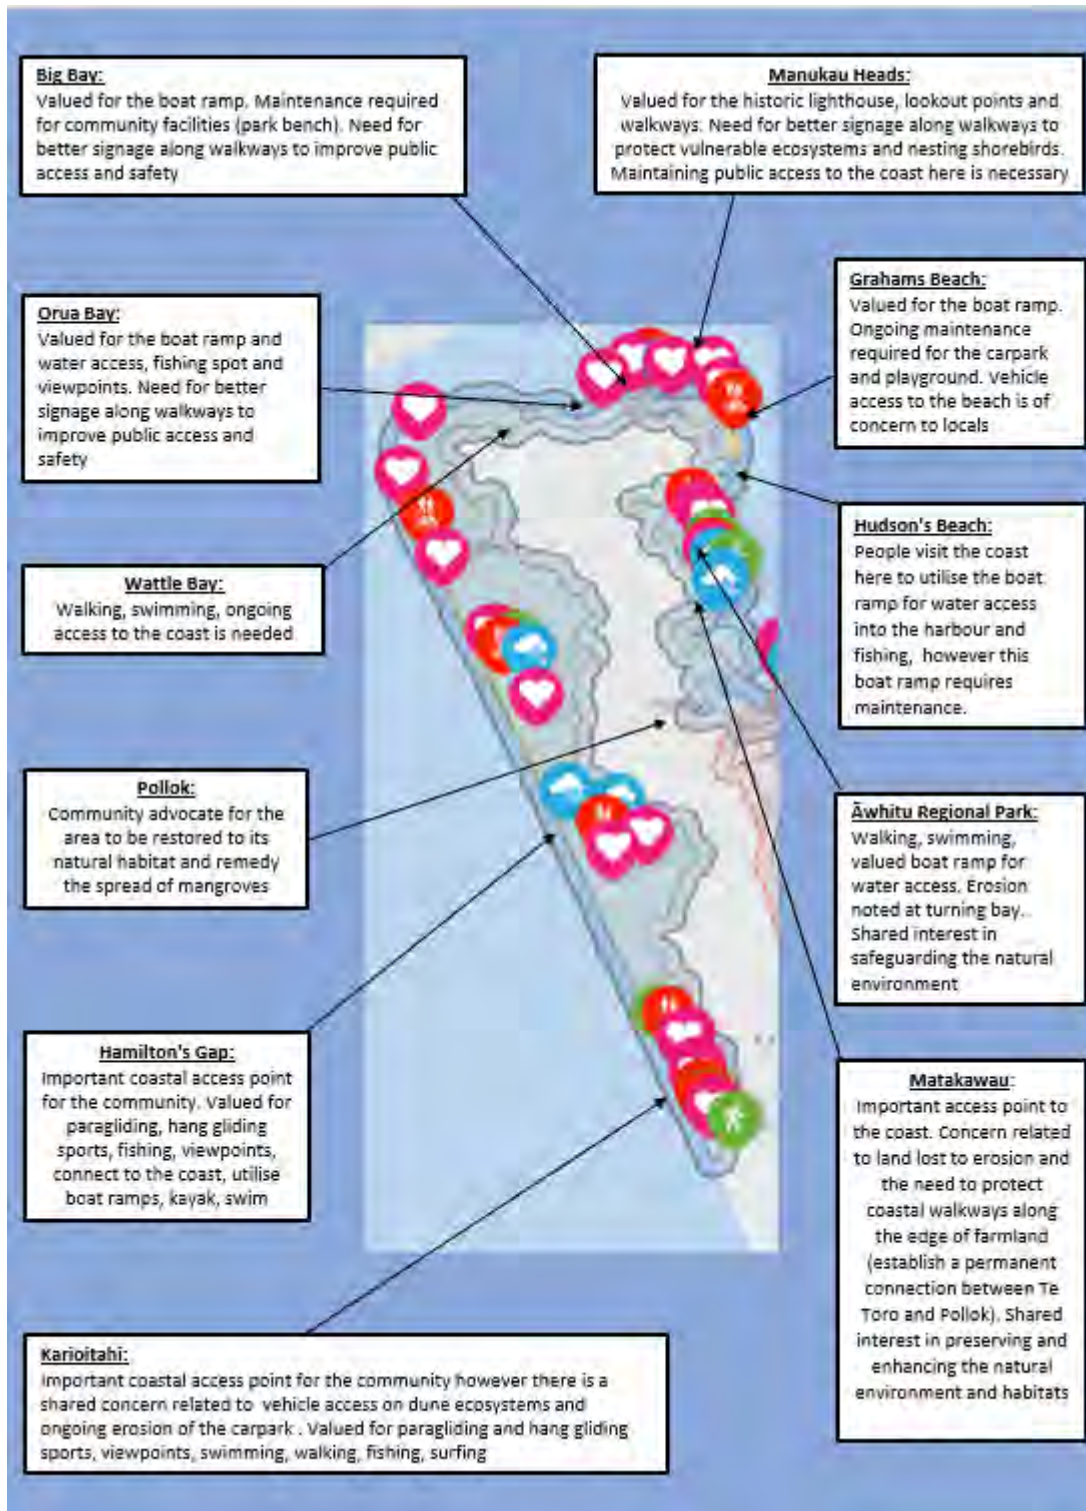 Big Bay:
Valued for the boat ramp. Maintenance required
for community facilities (park bench). Need for
better signage along walkways to improve public
access and safety
Manukau Heads:
Valued for the historic lighthouse, lookout points and
walkways. Need for better signage along walkways to
protect vulnerable ecosystems and nesting shorebirds.
Maintaining public access to the coast here is necessary
Orua Bay:
Valued for the boat ramp and
water access, fishing spot and
viewpoints. Need for better
signage along walkways to
improve public access and
safety
Grahams Beach:
Valued for the boat ramp.
Ongoing maintenance
required for the carpark
and playground. Vehicle
access to the beach is of
concern to locals
Wattle Bay:
Walking, swimming, ongoing
access to the coast is needed
Hudson's Beach:
People visit the coast
here to utilise the boat
ramp for water access
into the harbour and
fishing, however this
boat ramp requires
maintenance.
Pollok:
Community advocate for the
area to be restored to its
natural habitat and remedy
the spread of mangroves
Āwhitu Regional Park:
Walking, swimming,
valued boat ramp for
water access. Erosion
noted at turning bay.
Shared interest in
safeguarding the natural
environment
Hamilton's Gap:
Important coastal access point
for the community. Valued for
paragliding, hang gliding
sports, fishing, viewpoints,
connect to the coast, utilise
boat ramps, kayak, swim
Matakawau:
Important access point to
the coast. Concern related
to land lost to erosion and
the need to protect
coastal walkways along
the edge of farmland
(establish a permanent
connection between Te
Toro and Pollok). Shared
interest in preserving and
enhancing the natural
environment and habitats
Karioitahi:
Important coastal access point for the community however there is a
shared concern related to vehicle access on dune ecosystems and
ongoing erosion of the carpark . Valued for paragliding and hang gliding
sports, viewpoints, swimming, walking, fishing, surfing